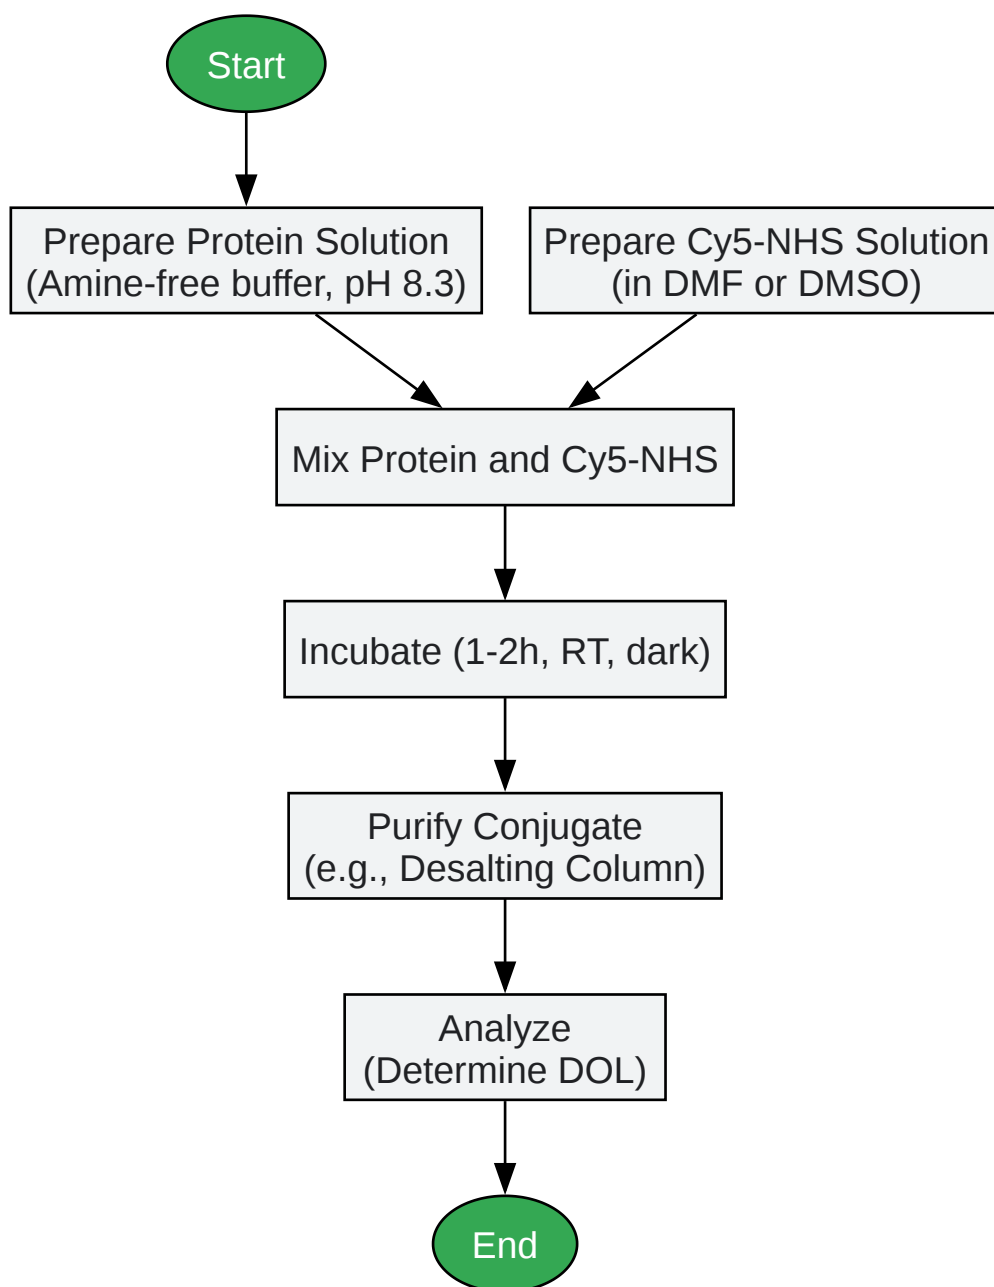 Start
Prepare Protein Solution
(Amine-free buffer, pH 8.3)
Prepare Cy5-NHS Solution
(in DMF or DMSO)
Mix Protein and Cy5-NHS
Incubate (1-2h, RT, dark)
Purify Conjugate
(e.g., Desalting Column)
Analyze
(Determine DOL)
End